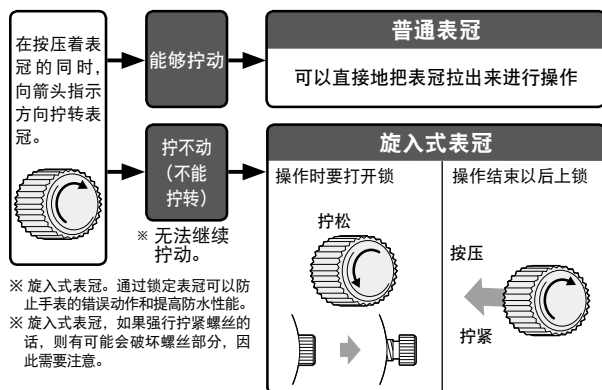 在按压着表
冠的同时，
向箭头指示
方向拧转表
冠。
能够拧动
普通表冠
可以直接地把表冠拉出来进行操作
拧不动
（不能
拧转）
※ 无法继续
拧动。
旋入式表冠
操作时要打开锁
拧松
操作结束以后上锁
按压
拧紧
※ 旋入式表冠。通过锁定表冠可以防
止手表的错误动作和提高防水性能。
※ 旋入式表冠，如果强行拧紧螺丝的
话，则有可能会破坏螺丝部分，因
此需要注意。